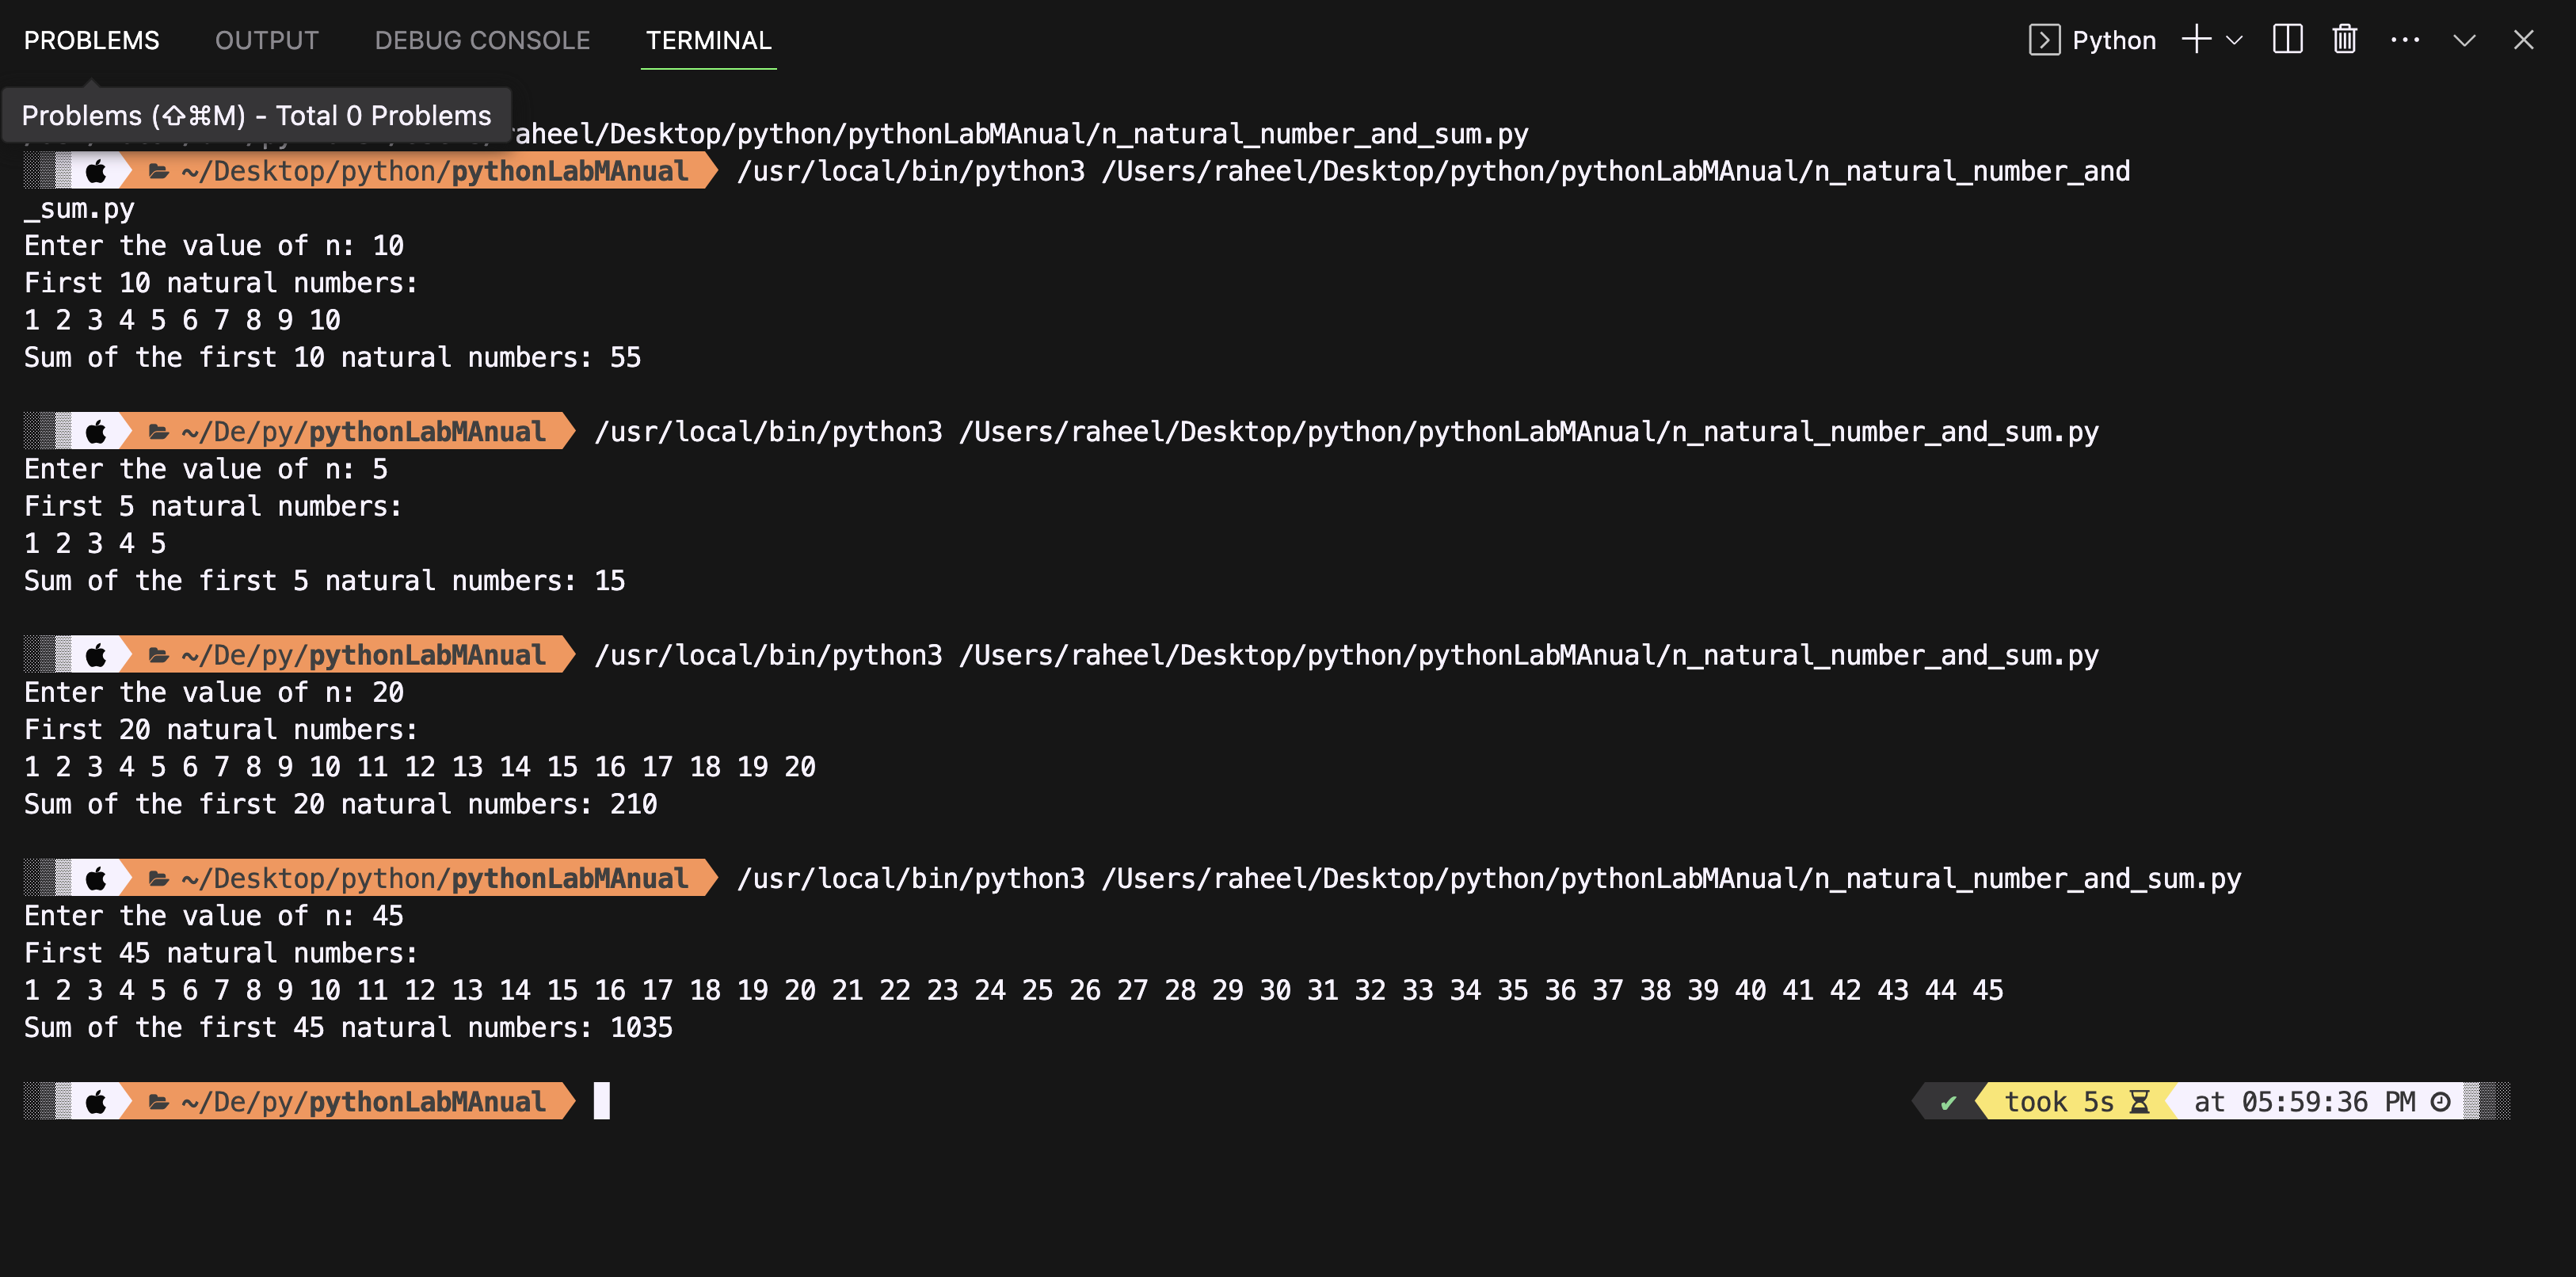 PROBLEMS OUTPUT DEBUG CONSOLE TERMINAL Python
Problems (⇧⌘M) - Total 0 Problems
raheel/Desktop/python/pythonLabMAnual/n_natural_number_and_sum.py
~/Desktop/python/pythonLabMAnual /usr/local/bin/python3 /Users/raheel/Desktop/python/pythonLabMAnual/n_natural_number_and
_sum.py
Enter the value of n: 10
First 10 natural numbers:
1 2 3 4 5 6 7 8 9 10
Sum of the first 10 natural numbers: 55
~/De/py/pythonLabMAnual /usr/local/bin/python3 /Users/raheel/Desktop/python/pythonLabMAnual/n_natural_number_and_sum.py
Enter the value of n: 5
First 5 natural numbers:
1 2 3 4 5
Sum of the first 5 natural numbers: 15
~/De/py/pythonLabMAnual /usr/local/bin/python3 /Users/raheel/Desktop/python/pythonLabMAnual/n_natural_number_and_sum.py
Enter the value of n: 20
First 20 natural numbers:
1 2 3 4 5 6 7 8 9 10 11 12 13 14 15 16 17 18 19 20
Sum of the first 20 natural numbers: 210
~/Desktop/python/pythonLabMAnual /usr/local/bin/python3 /Users/raheel/Desktop/python/pythonLabMAnual/n_natural_number_and_sum.py
Enter the value of n: 45
First 45 natural numbers:
1 2 3 4 5 6 7 8 9 10 11 12 13 14 15 16 17 18 19 20 21 22 23 24 25 26 27 28 29 30 31 32 33 34 35 36 37 38 39 40 41 42 43 44 45
Sum of the first 45 natural numbers: 1035
~/De/py/pythonLabMAnual ✔ took 5s at 05:59:36 PM